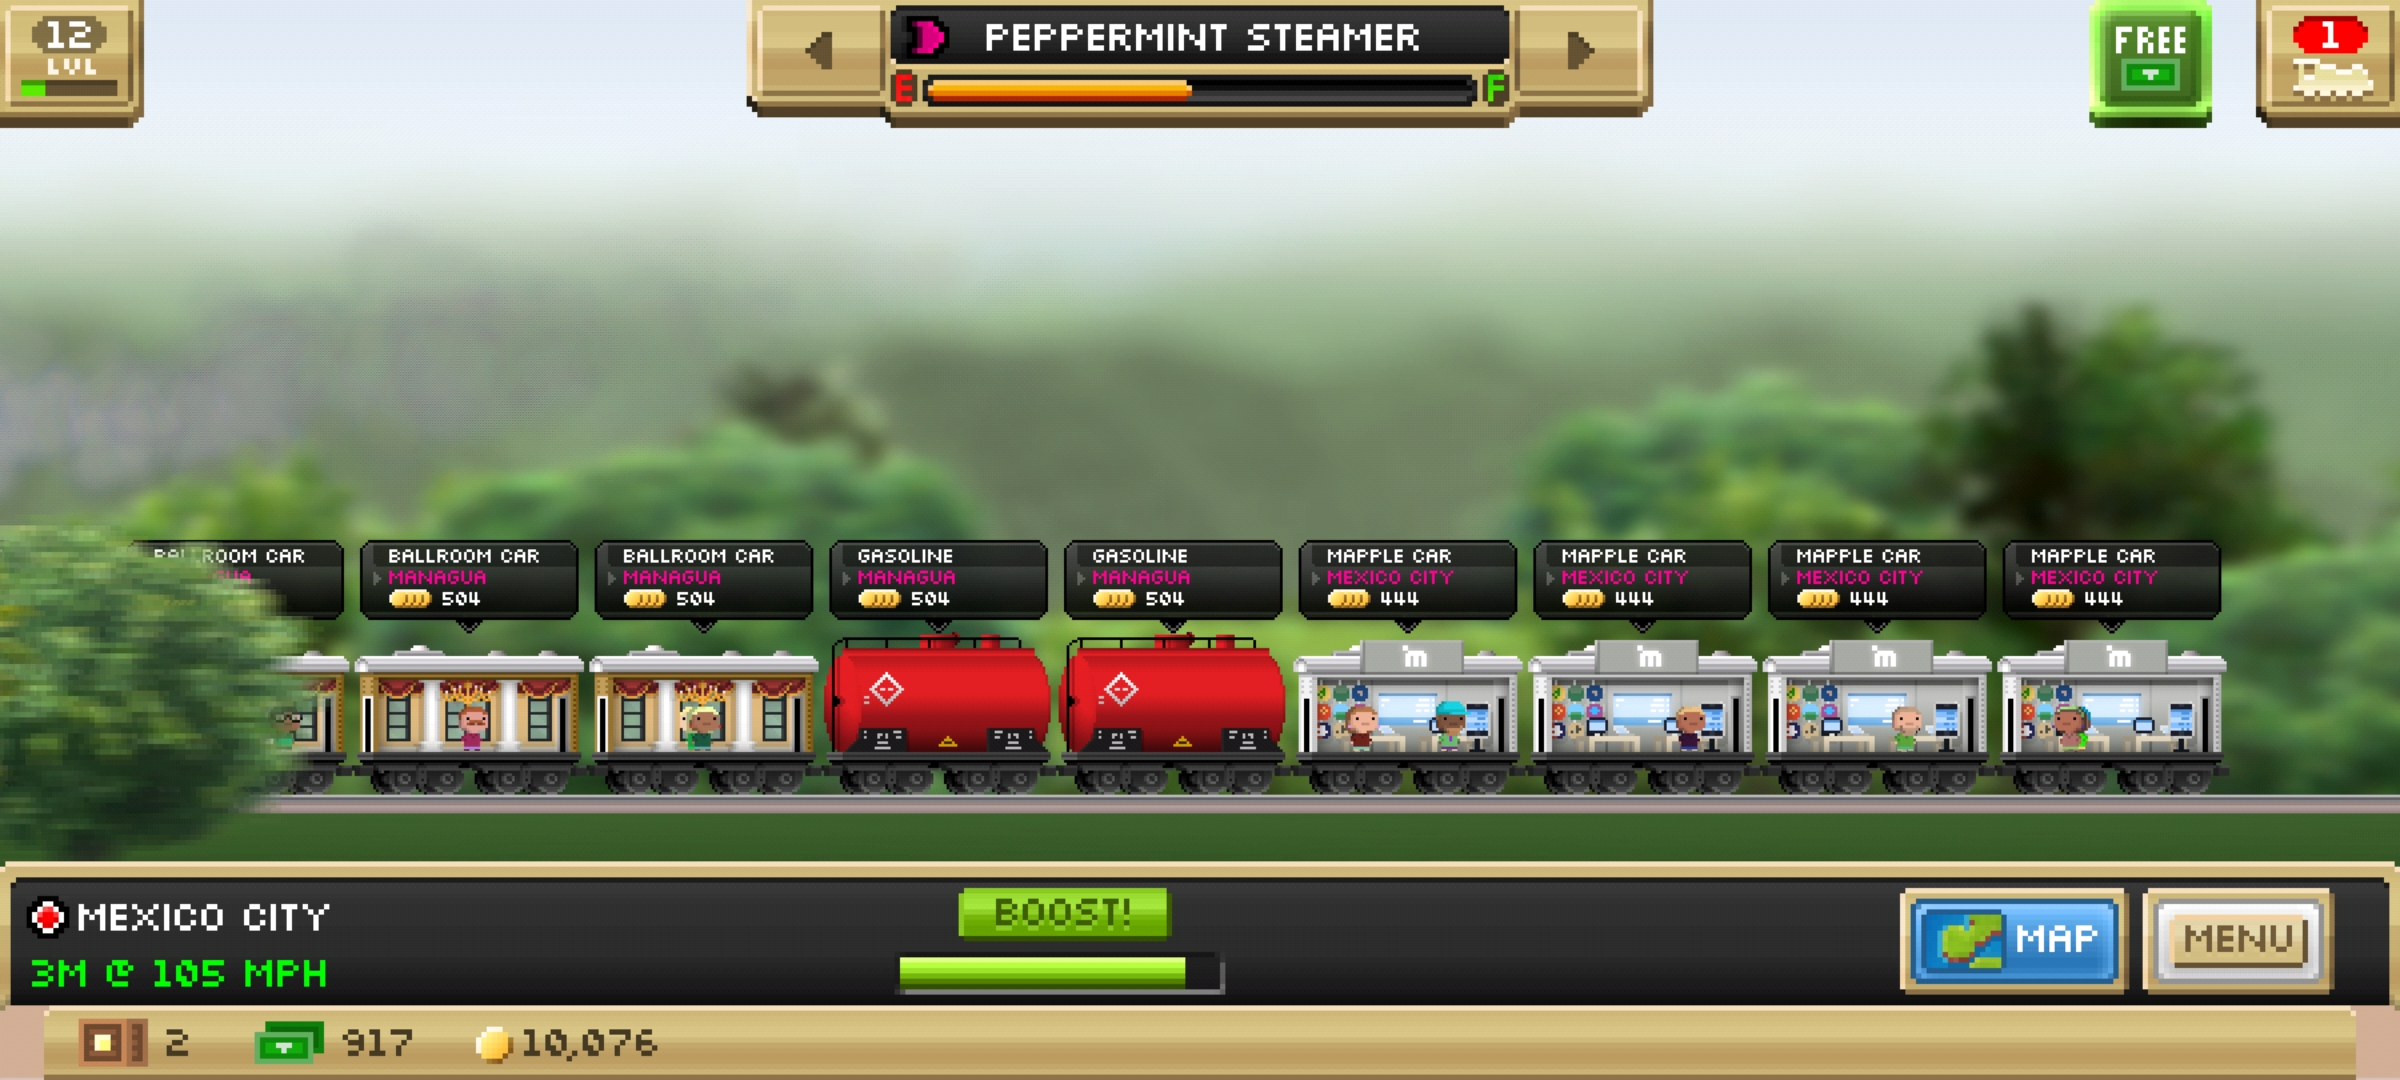 12
LVL
PEPPERMINT STEAMER
E F
FREE
1
ROOM CAR
BALLROOM CAR
MANAGUA
504
BALLROOM CAR
MANAGUA
504
GASOLINE
MANAGUA
504
GASOLINE
MANAGUA
504
MAPPLE CAR
MEXICO CITY
444
MAPPLE CAR
MEXICO CITY
444
MAPPLE CAR
MEXICO CITY
444
MAPPLE CAR
MEXICO CITY
444
m
m
m
m
MEXICO CITY
3M @ 105 MPH
BOOST!
MAP
MENU
2
917
10,076